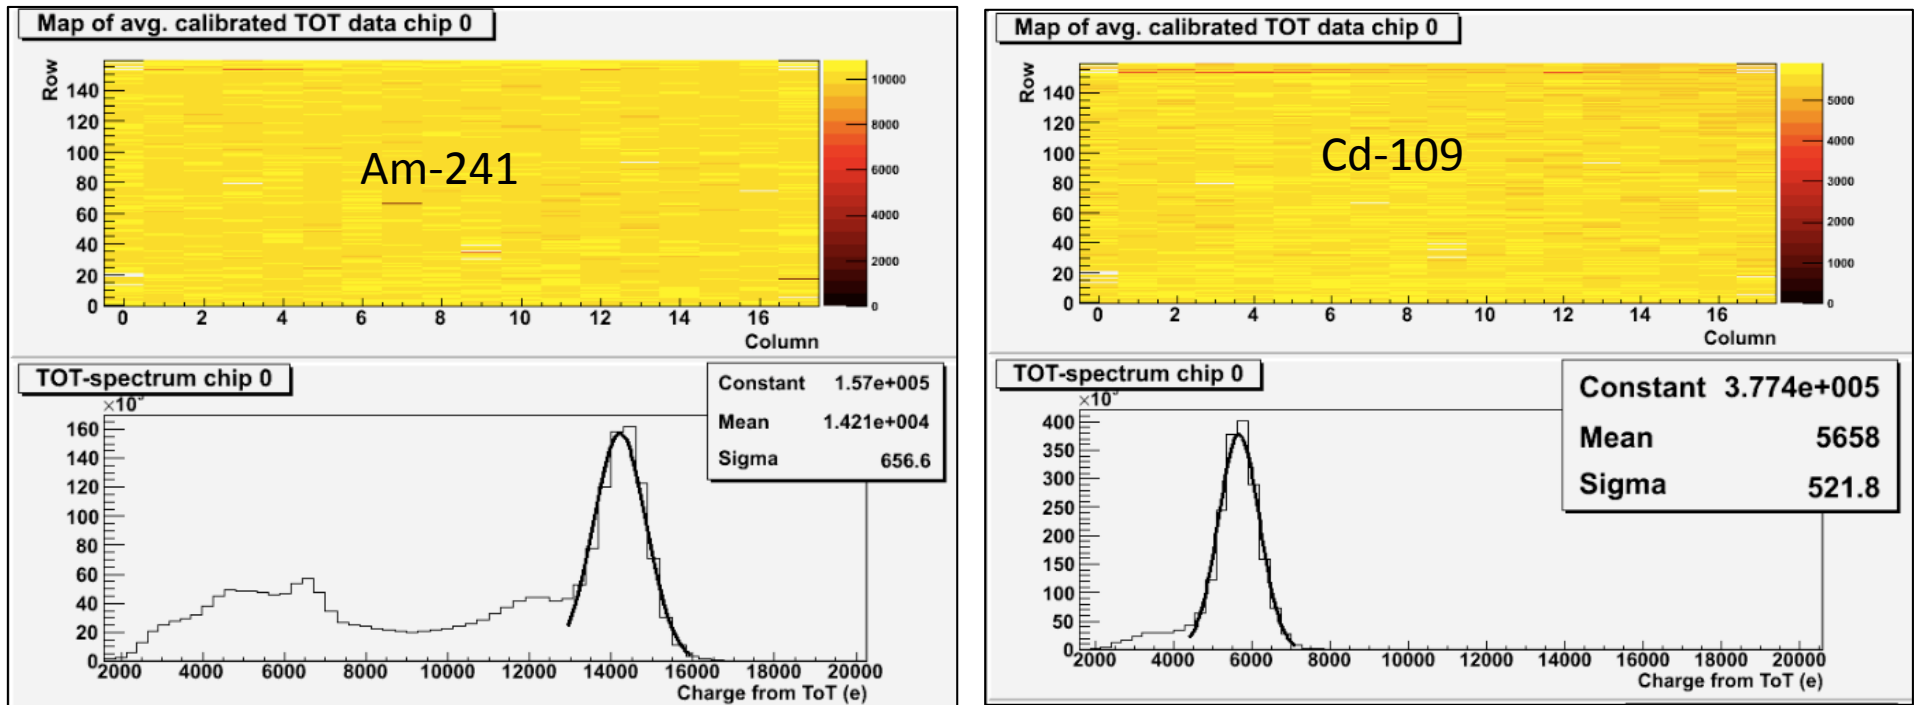 Map of avg. calibrated TOT data chip 0
Row
140
120
100
80
60
40
20
0
Am-241
10000
8000
6000
4000
2000
0
0 2 4 6 8 10 12 14 16
Column
TOT-spectrum chip 0
Constant 1.57e+005
Mean 1.421e+004
Sigma 656.6
×10³
160
140
120
100
80
60
40
20
0
2000 4000 6000 8000 10000 12000 14000 16000 18000 20000
Charge from ToT (e)
Map of avg. calibrated TOT data chip 0
Row
140
120
100
80
60
40
20
0
Cd-109
5000
4000
3000
2000
1000
0
0 2 4 6 8 10 12 14 16
Column
TOT-spectrum chip 0
Constant 3.774e+005
Mean 5658
Sigma 521.8
×10³
400
350
300
250
200
150
100
50
0
2000 4000 6000 8000 10000 12000 14000 16000 18000 20000
Charge from ToT (e)